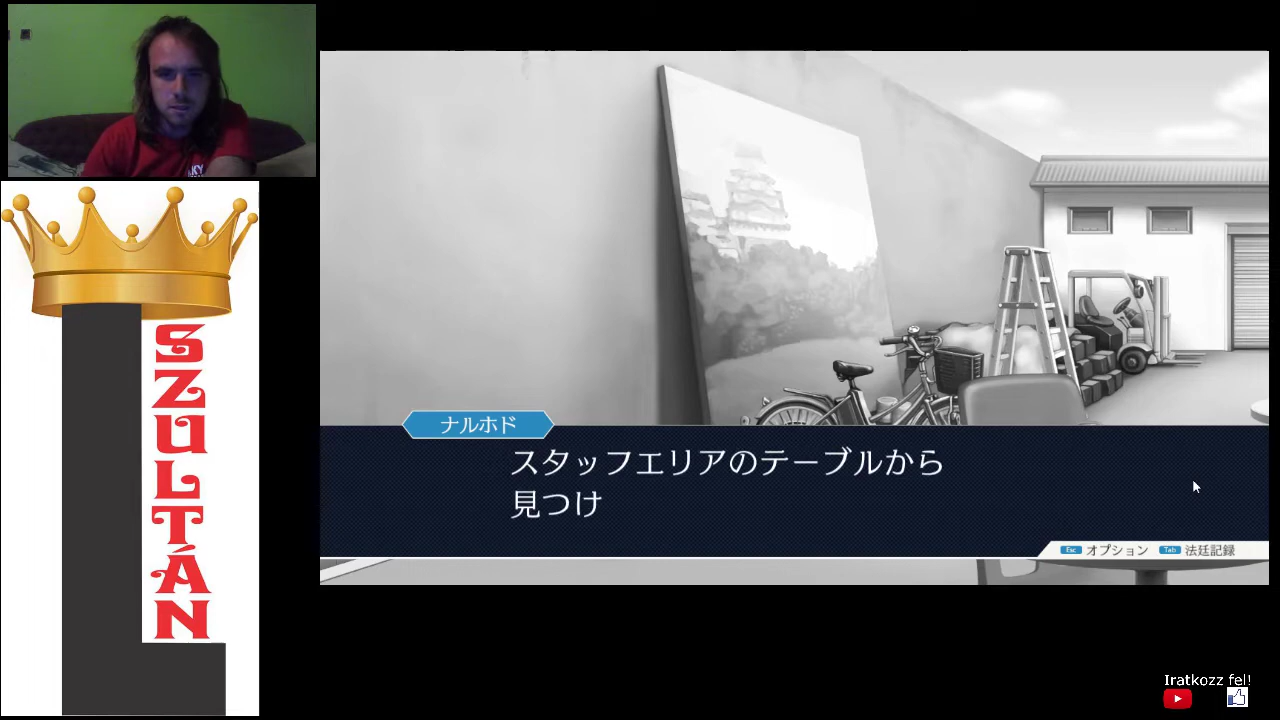 SZULTÁN
ナルホド
スタッフエリアのテーブルから
見つけ
Esc オプション Tab 法廷記録
Iratkozz fel!